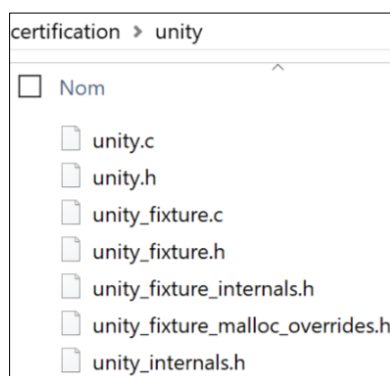 certification > unity
Nom
unity.c
unity.h
unity_fixture.c
unity_fixture.h
unity_fixture_internals.h
unity_fixture_malloc_overrides.h
unity_internals.h